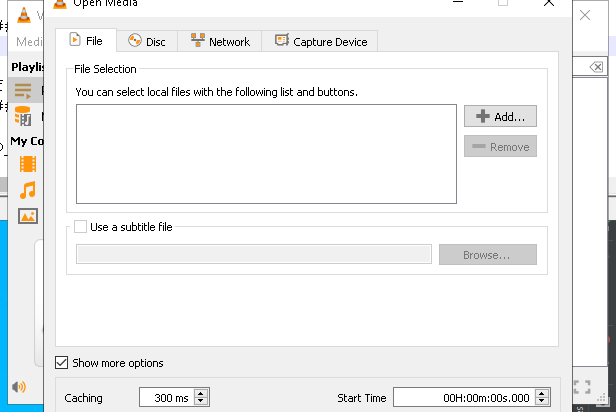 Open Media
Medi
File
Disc
Network
Capture Device
Playlis
File Selection
You can select local files with the following list and buttons.
Add...
Remove
My Co
Use a subtitle file
Browse...
Show more options
Caching
300 ms
Start Time
00H:00m:00s.000